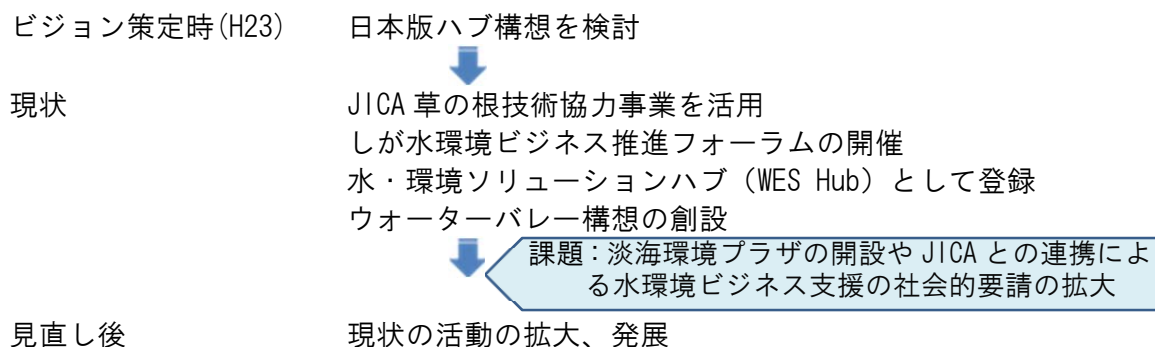 ビジョン策定時(H23) 日本版ハブ構想を検討
現状 JICA 草の根技術協力事業を活用
しが水環境ビジネス推進フォーラムの開催
水・環境ソリューションハブ（WES Hub）として登録
ウォーターバレー構想の創設
課題：淡海環境プラザの開設や JICA との連携によ
る水環境ビジネス支援の社会的要請の拡大
見直し後 現状の活動の拡大、発展